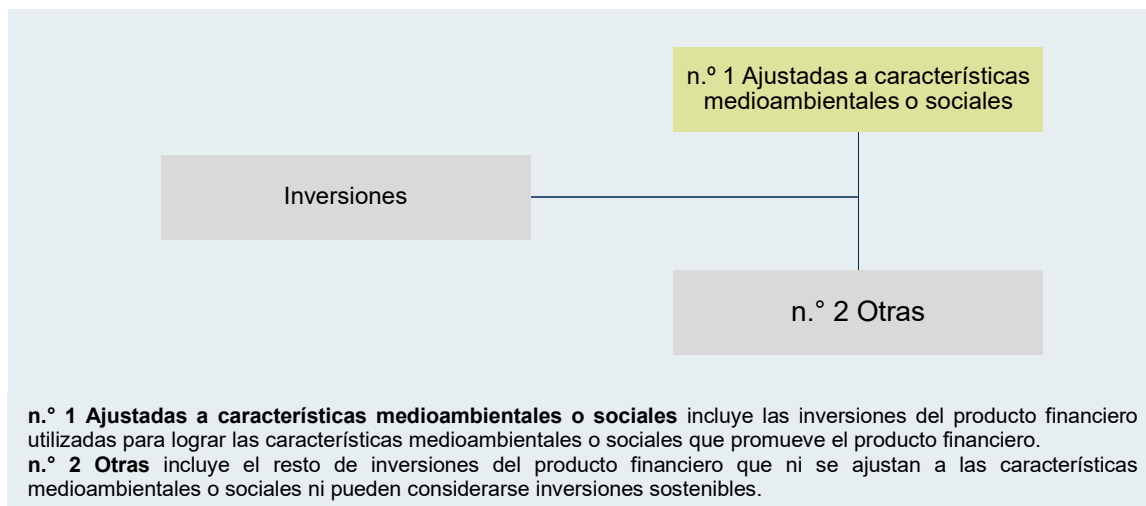 n.º 1 Ajustadas a características
medioambientales o sociales
Inversiones
n.° 2 Otras
n.° 1 Ajustadas a características medioambientales o sociales incluye las inversiones del producto financiero
utilizadas para lograr las características medioambientales o sociales que promueve el producto financiero.
n.° 2 Otras incluye el resto de inversiones del producto financiero que ni se ajustan a las características
medioambientales o sociales ni pueden considerarse inversiones sostenibles.